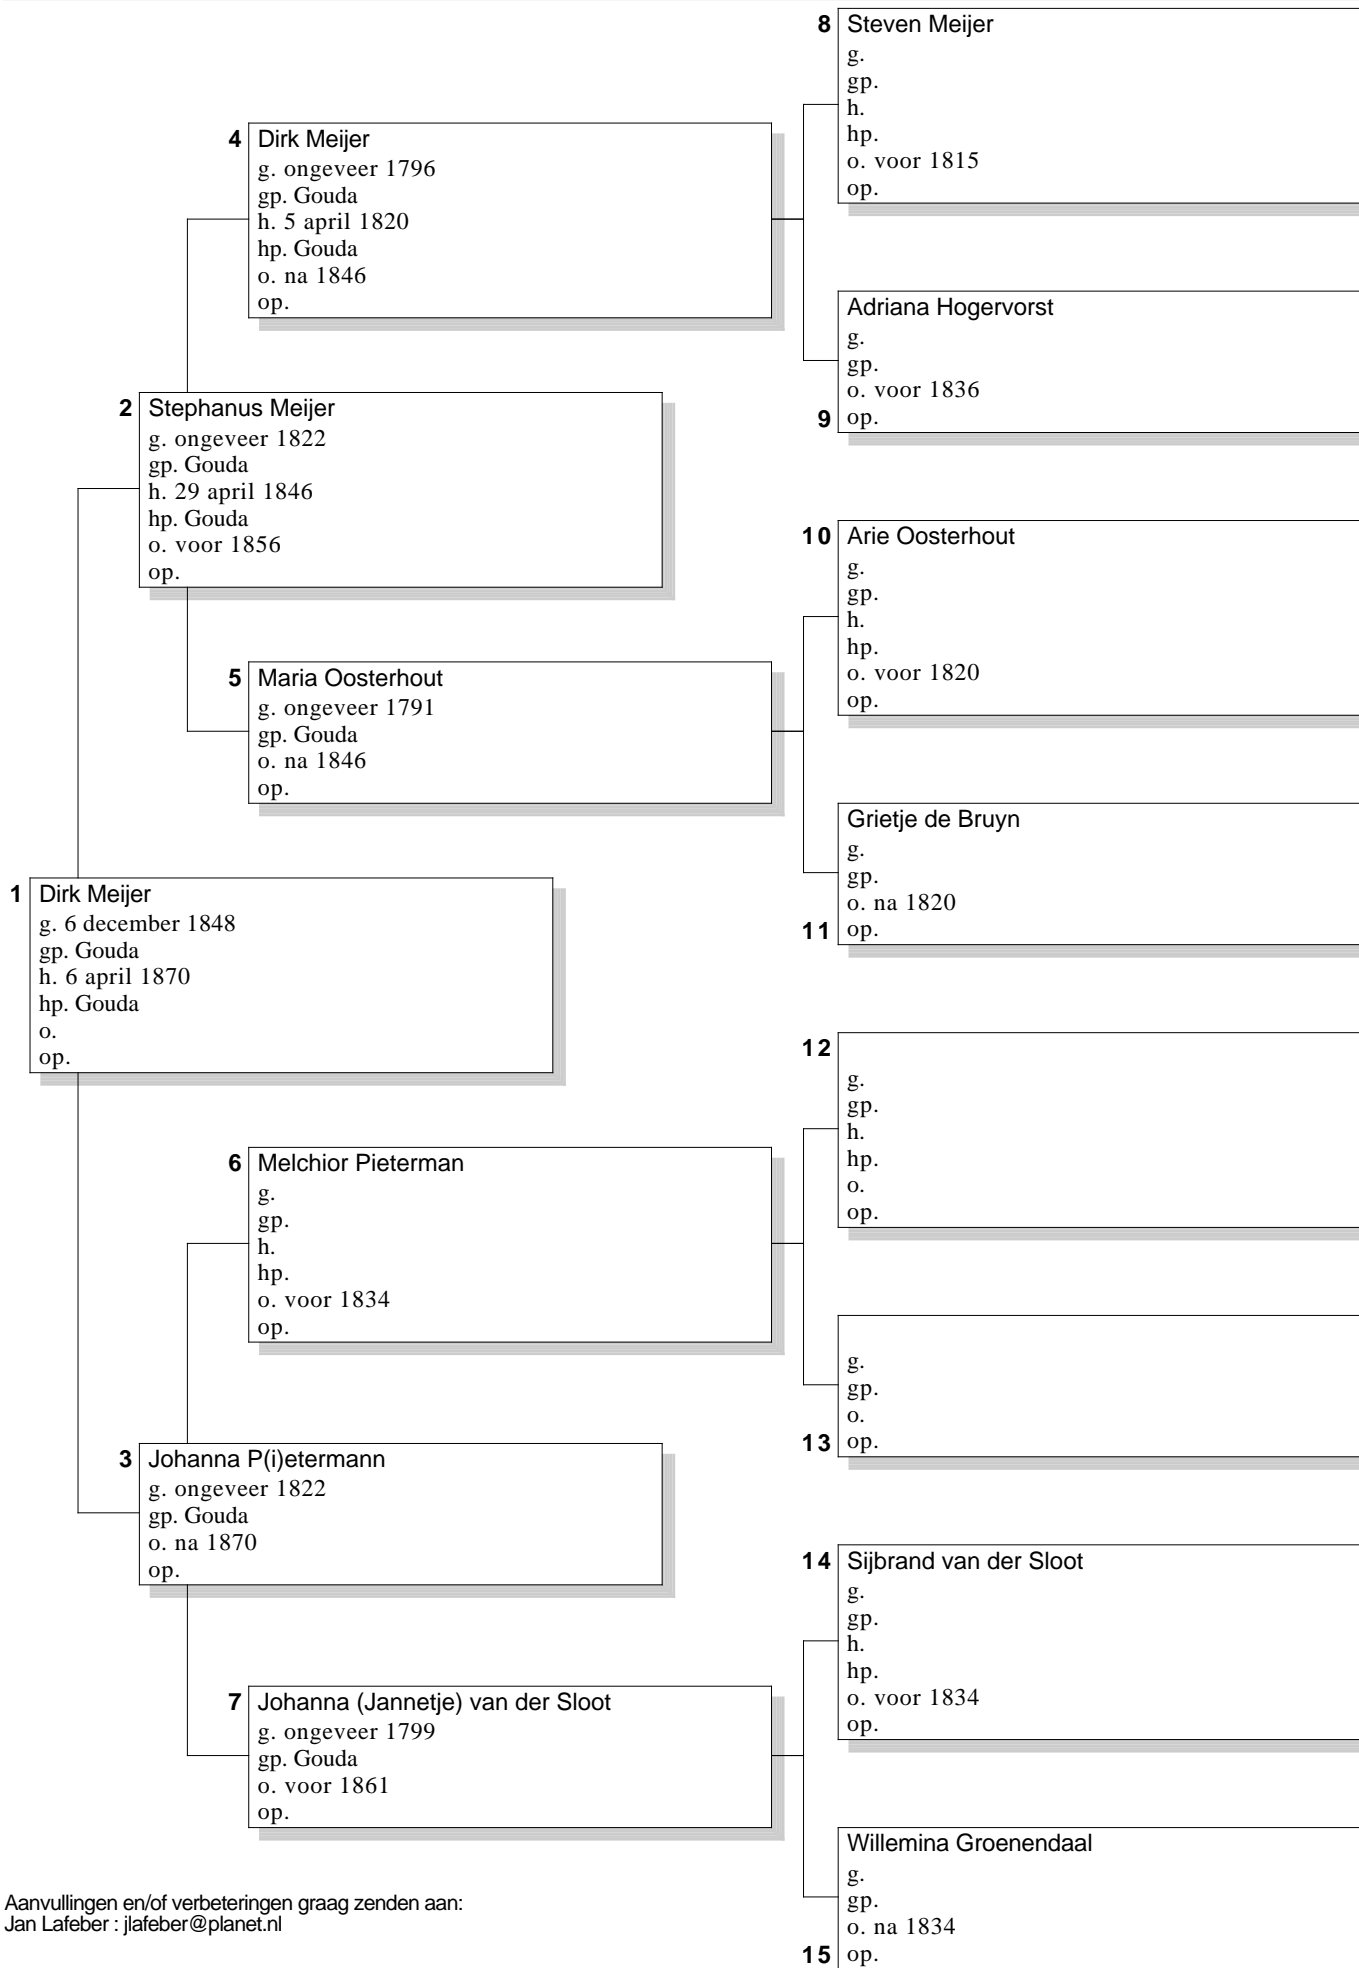 8 Steven Meijer
g.
gp.
h.
hp.
o. voor 1815
op.
4 Dirk Meijer
g. ongeveer 1796
gp. Gouda
h. 5 april 1820
hp. Gouda
o. na 1846
op.
Adriana Hogervorst
g.
gp.
o. voor 1836
9 op.
2 Stephanus Meijer
g. ongeveer 1822
gp. Gouda
h. 29 april 1846
hp. Gouda
o. voor 1856
op.
10 Arie Oosterhout
g.
gp.
h.
hp.
o. voor 1820
op.
5 Maria Oosterhout
g. ongeveer 1791
gp. Gouda
o. na 1846
op.
Grietje de Bruyn
g.
gp.
o. na 1820
11 op.
1 Dirk Meijer
g. 6 december 1848
gp. Gouda
h. 6 april 1870
hp. Gouda
o.
op.
12
g.
gp.
h.
hp.
o.
op.
6 Melchior Pieterman
g.
gp.
h.
hp.
o. voor 1834
op.
g.
gp.
o.
13 op.
3 Johanna P(i)etermann
g. ongeveer 1822
gp. Gouda
o. na 1870
op.
14 Sijbrand van der Sloot
g.
gp.
h.
hp.
o. voor 1834
op.
7 Johanna (Jannetje) van der Sloot
g. ongeveer 1799
gp. Gouda
o. voor 1861
op.
Willemina Groenendaal
g.
gp.
o. na 1834
15 op.
Aanvullingen en/of verbeteringen graag zenden aan:
Jan Lafeber : jlafeber@planet.nl